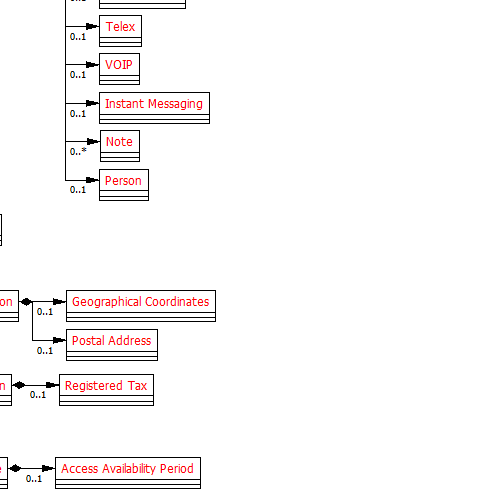 0..1
Telex
0..1
VOIP
0..1
Instant Messaging
0..1
Note
0..*
Person
0..1
on
Geographical Coordinates
0..1
Postal Address
0..1
n
Registered Tax
0..1
Access Availability Period
0..1